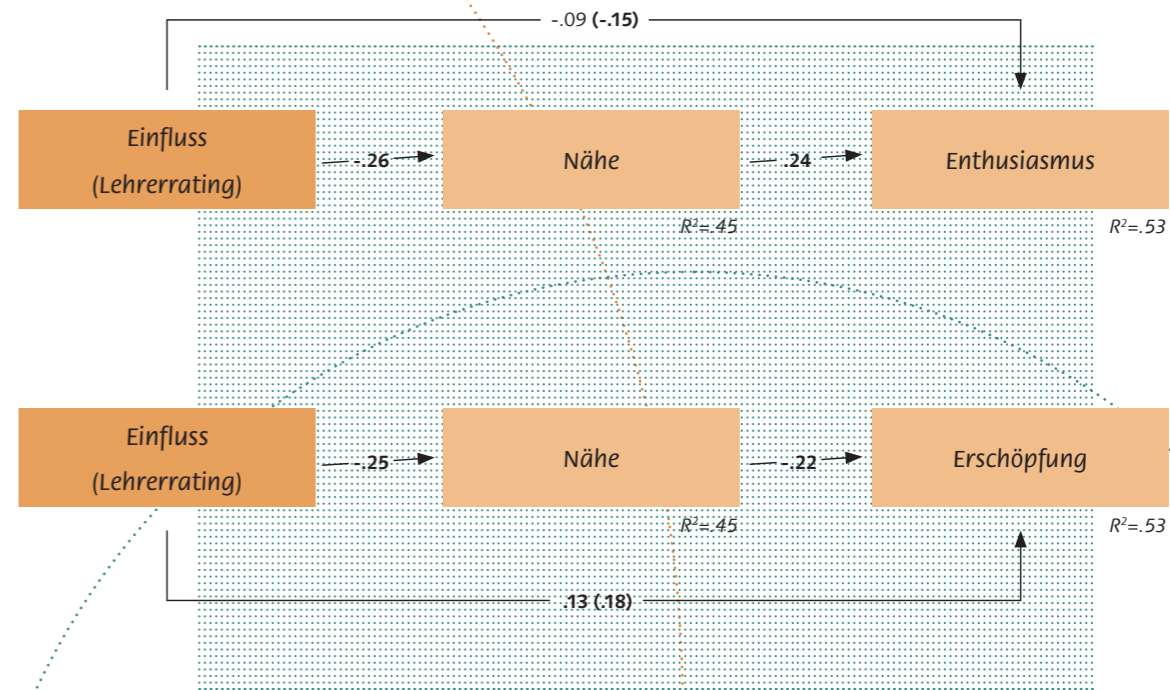 -.09 (-.15)
Einfluss
(Lehrerrating)
-.26
Nähe
.24
Enthusiasmus
R²=.45
R²=.53
Einfluss
(Lehrerrating)
-.25
Nähe
-.22
Erschöpfung
R²=.45
R²=.53
.13 (.18)